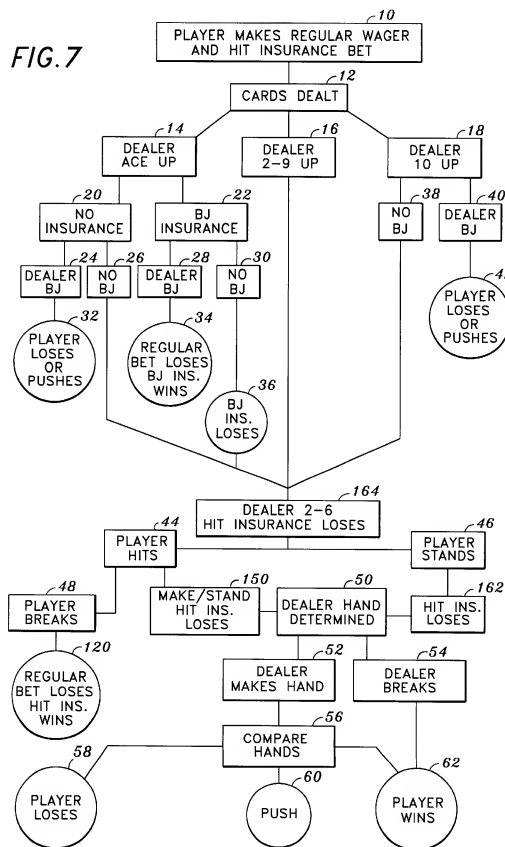 FIG. 7
10
PLAYER MAKES REGULAR WAGER
AND HIT INSURANCE BET
12
CARDS DEALT
14
DEALER
ACE UP
16
DEALER
2-9 UP
18
DEALER
10 UP
20
NO
INSURANCE
22
BJ
INSURANCE
38
NO
BJ
40
DEALER
BJ
24
DEALER
BJ
26
NO
BJ
28
DEALER
BJ
30
NO
BJ
32
PLAYER
LOSES
OR
PUSHES
34
REGULAR
BET LOSES
BJ INS.
WINS
36
BJ
INS.
LOSES
PLAYER
LOSES
OR
PUSHES
164
DEALER 2-6
HIT INSURANCE LOSES
44
PLAYER
HITS
46
PLAYER
STANDS
48
PLAYER
BREAKS
150
MAKE/STAND
HIT INS.
LOSES
50
DEALER HAND
DETERMINED
162
HIT INS.
LOSES
120
REGULAR
BET LOSES
HIT INS.
WINS
52
DEALER
MAKES HAND
54
DEALER
BREAKS
56
COMPARE
HANDS
58
PLAYER
LOSES
60
PUSH
62
PLAYER
WINS